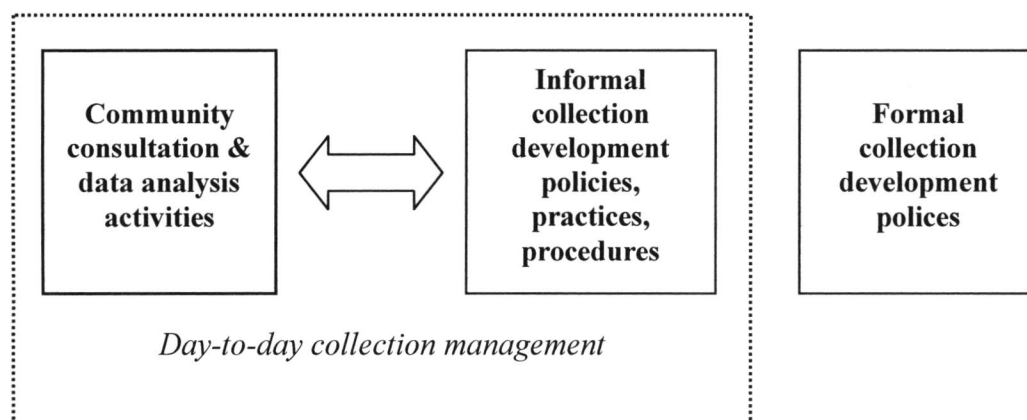 Community
consultation &
data analysis
activities
Informal
collection
development
policies,
practices,
procedures
Formal
collection
development
polices
Day-to-day collection management